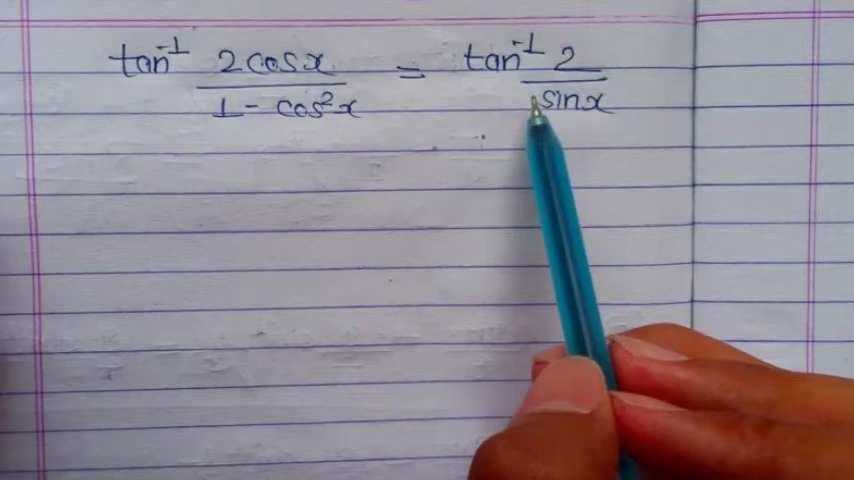 tan⁻¹ 2cosx / 1 - cos²x = tan⁻¹ 2 / sinx